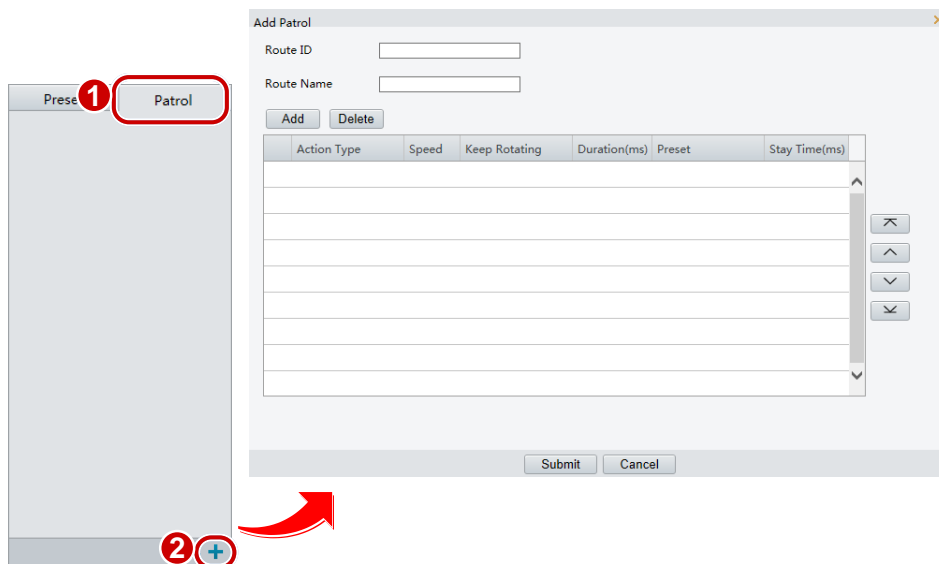 Add Patrol
Route ID
Route Name
Add Delete
Action Type Speed Keep Rotating Duration(ms) Preset Stay Time(ms)
Submit Cancel
1
Prese Patrol
2